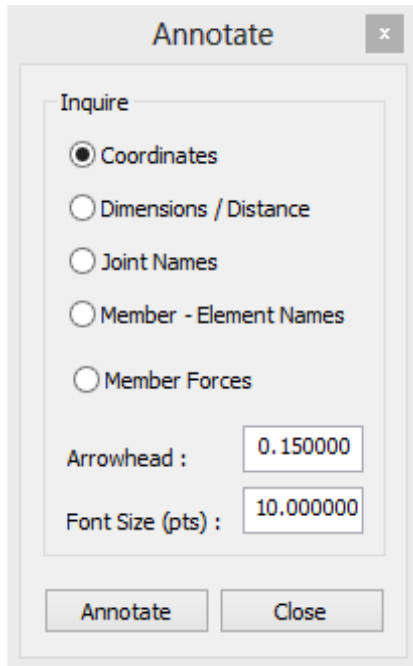 Annotate
x
Inquire
Coordinates
Dimensions / Distance
Joint Names
Member - Element Names
Member Forces
Arrowhead : 0.150000
Font Size (pts) : 10.000000
Annotate Close